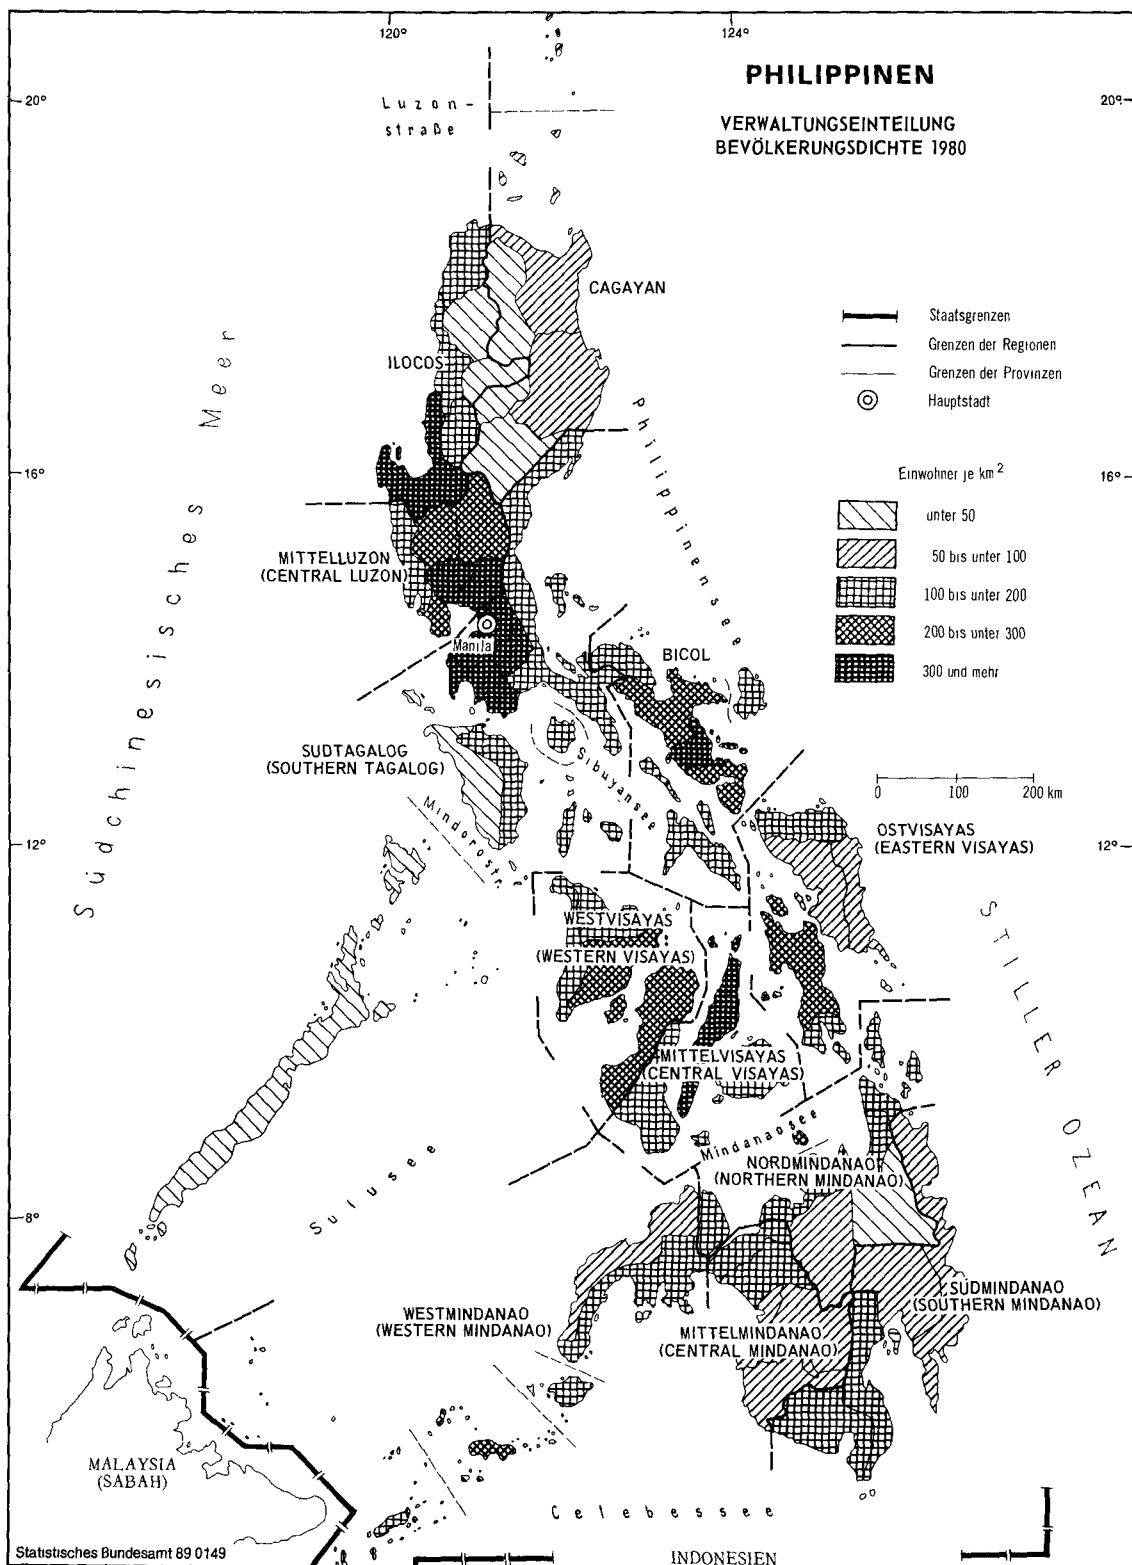 120°
124°
PHILIPPINEN
20°
20°
Luzon-
straße
VERWALTUNGSEINTEILUNG
BEVÖLKERUNGSDICHTE 1980
CAGAYAN
Staatsgrenzen
Grenzen der Regionen
Grenzen der Provinzen
Hauptstadt
ILOCOS
Südchinesisches Meer
Philippinensee
16°
16°
Einwohner je km²
unter 50
50 bis unter 100
100 bis unter 200
200 bis unter 300
300 und mehr
MITTELLUZON
(CENTRAL LUZON)
Manila
BICOL
SUDTAGALOG
(SOUTHERN TAGALOG)
Sibuyansee
Mindorostr.
0 100 200 km
12°
12°
OSTVISAYAS
(EASTERN VISAYAS)
WESTVISAYAS
(WESTERN VISAYAS)
STILLER OZEAN
MITTELVISAYAS
(CENTRAL VISAYAS)
Mindanaosee
Sulusee
NORDMINDANAO
(NORTHERN MINDANAO)
8°
8°
SÜDMINDANAO
(SOUTHERN MINDANAO)
WESTMINDANAO
(WESTERN MINDANAO)
MITTELMINDANAO
(CENTRAL MINDANAO)
MALAYSIA
(SABAH)
Celebessee
Statistisches Bundesamt 89 0149
INDONESIEN